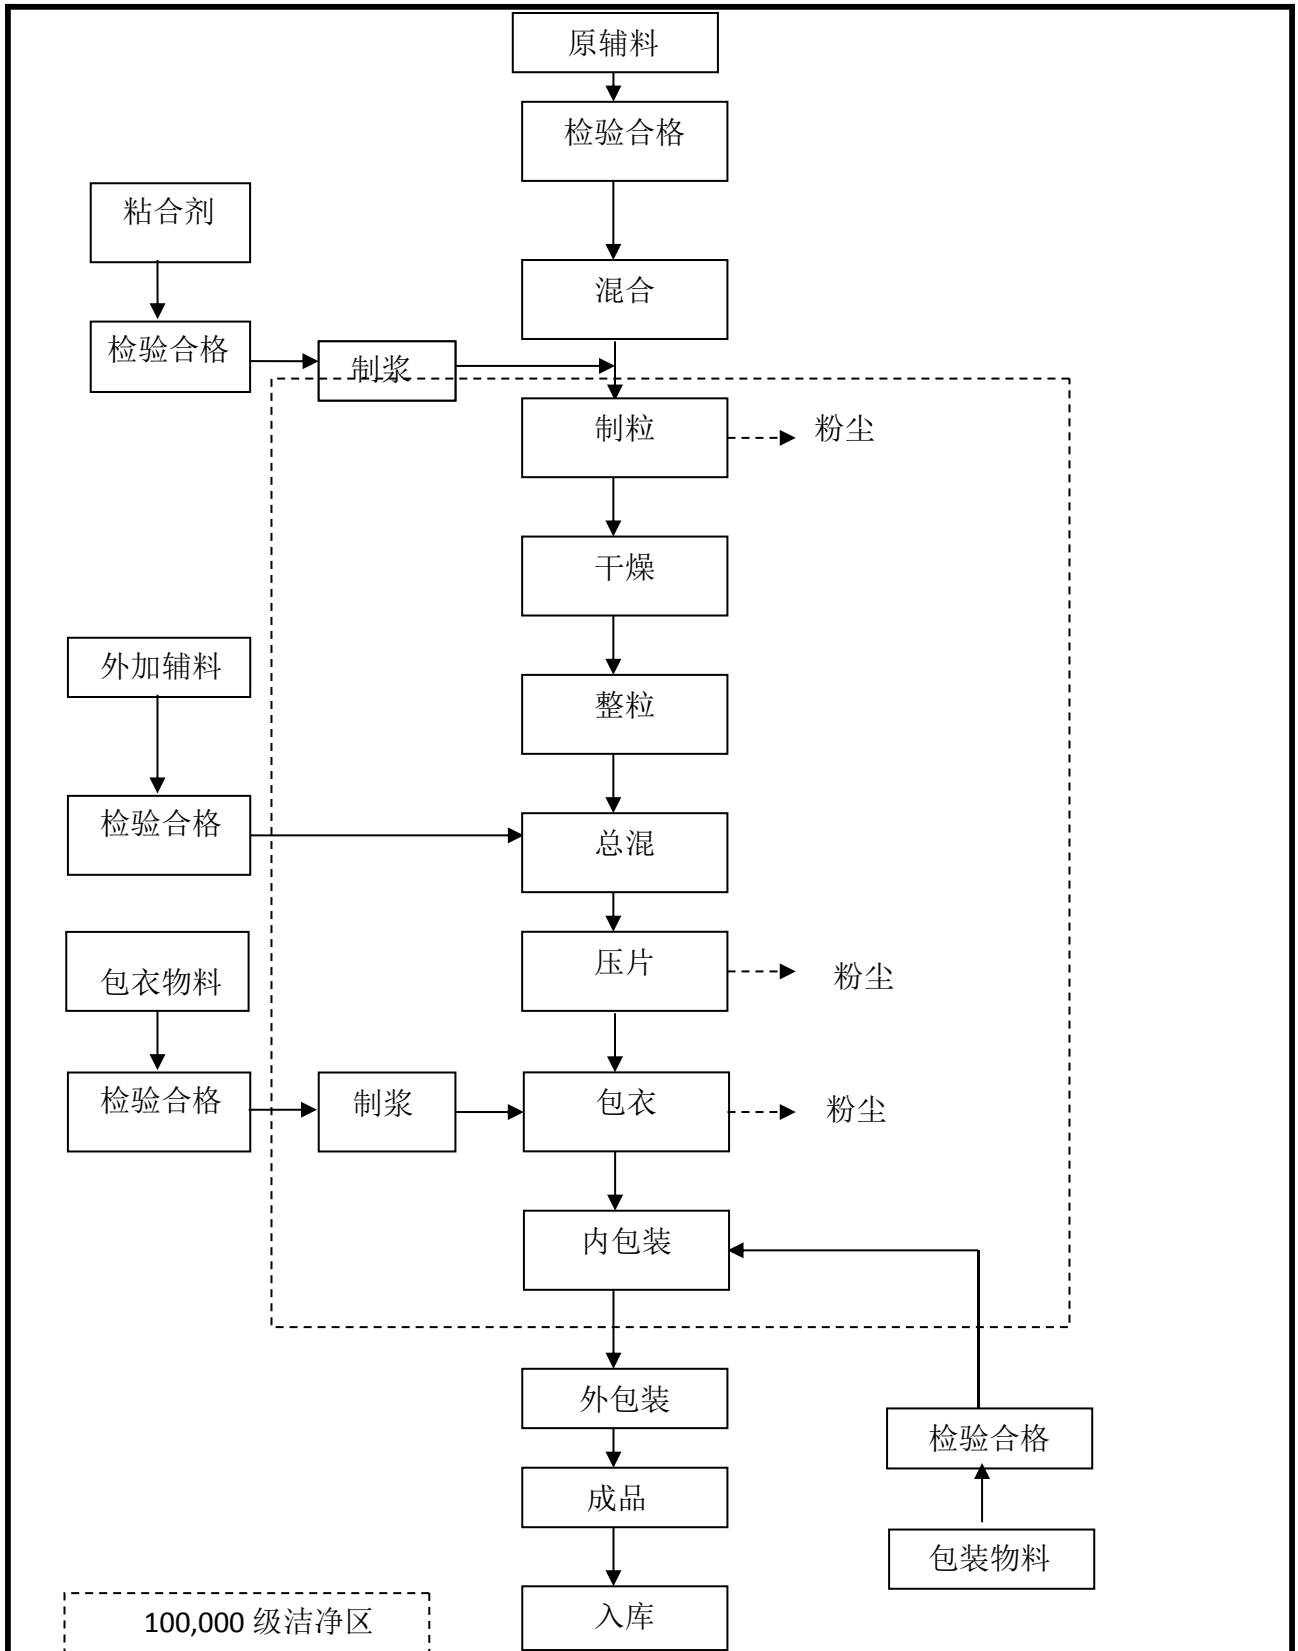 原辅料
检验合格
粘合剂
混合
检验合格
制浆
制粒
粉尘
干燥
外加辅料
整粒
检验合格
总混
压片
粉尘
包衣物料
检验合格
制浆
包衣
粉尘
内包装
外包装
检验合格
成品
包装物料
入库
100,000 级洁净区